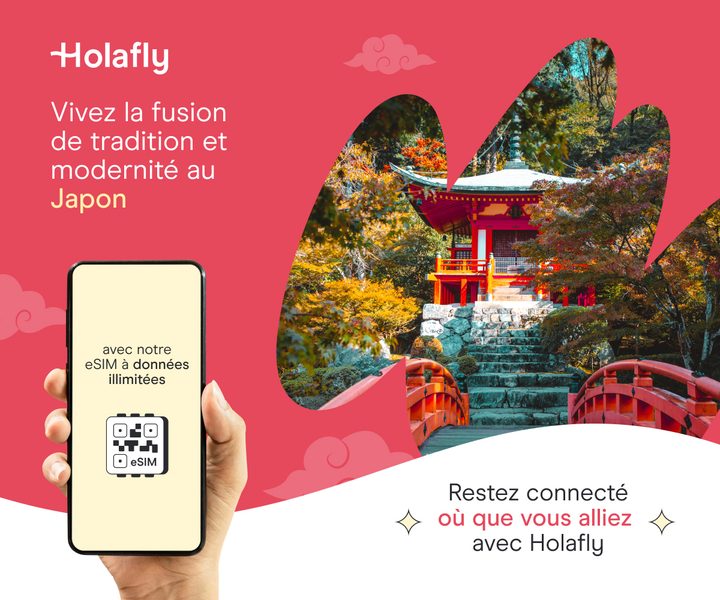 Holafly
Vivez la fusion
de tradition et
modernité au
Japon
avec notre
eSIM à données
illimitées
eSIM
Restez connecté
où que vous alliez
avec Holafly